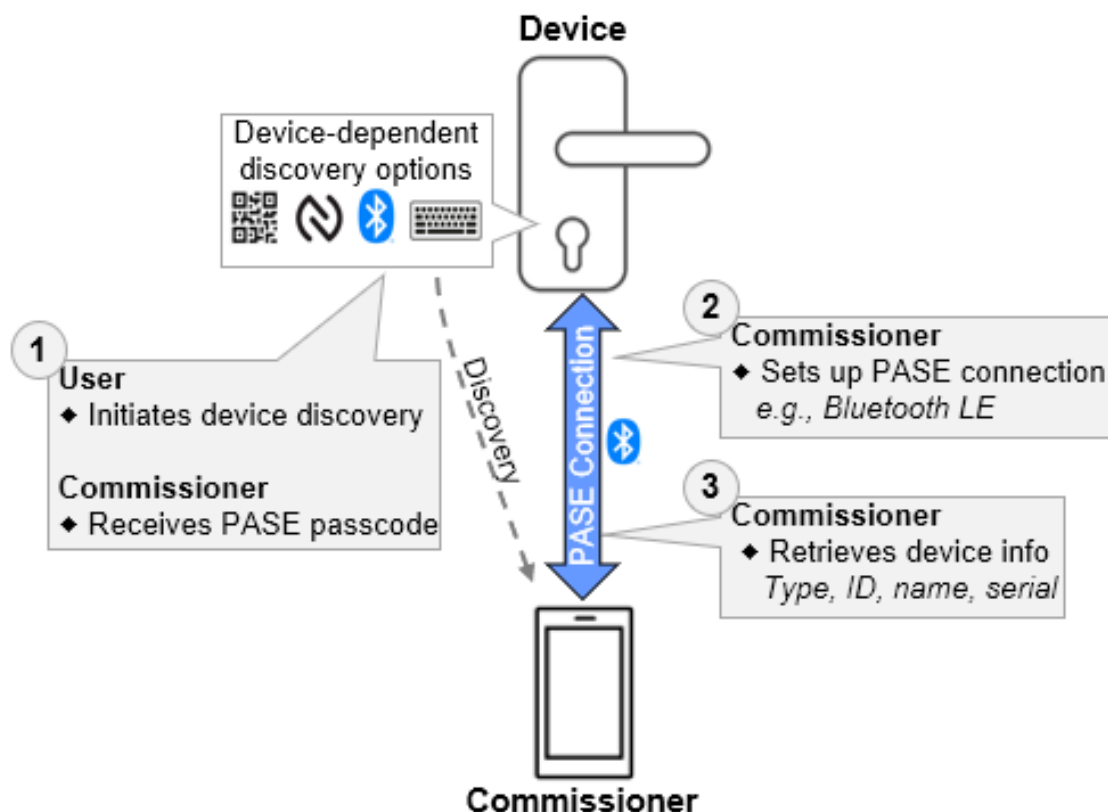 Device
Device-dependent
discovery options
1
User
◆ Initiates device discovery
Commissioner
◆ Receives PASE passcode
Discovery
PASE Connection
2
Commissioner
◆ Sets up PASE connection
e.g., Bluetooth LE
3
Commissioner
◆ Retrieves device info
Type, ID, name, serial
Commissioner